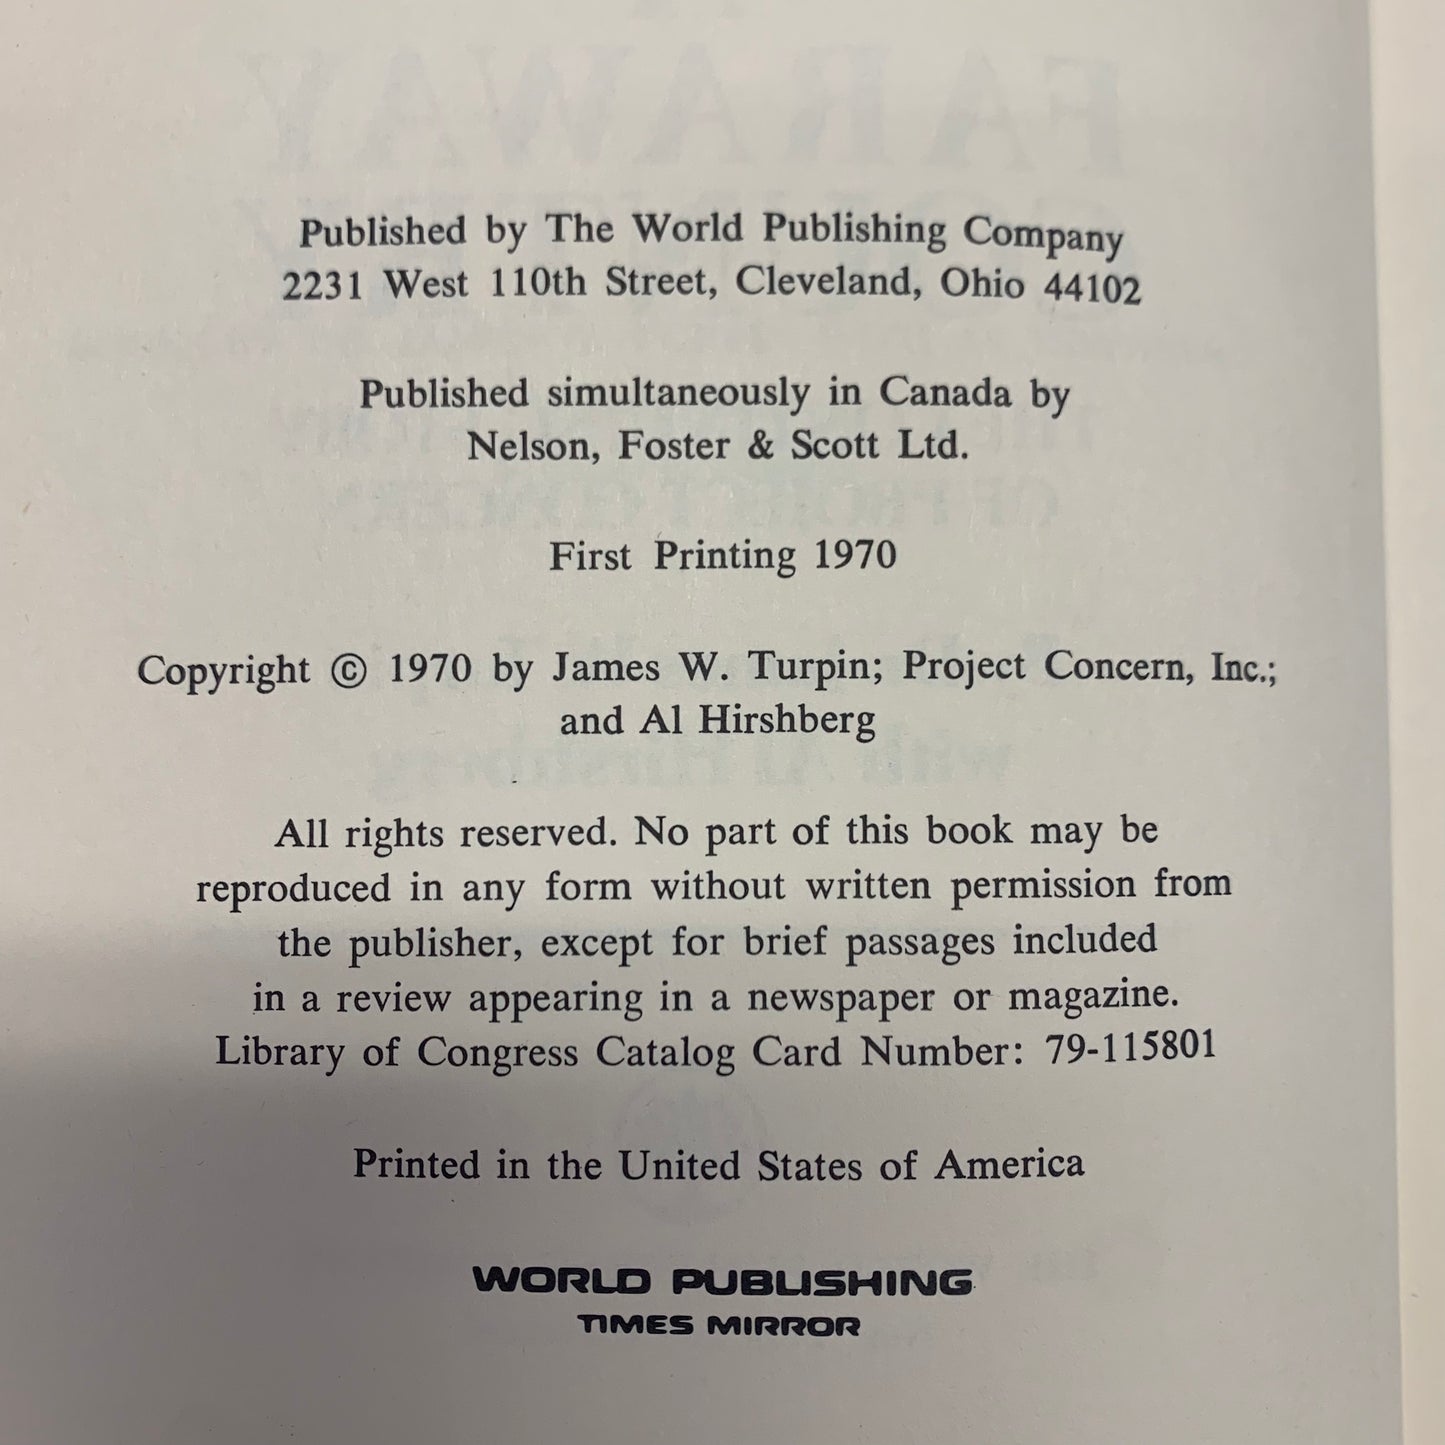 Published by The World Publishing Company
2231 West 110th Street, Cleveland, Ohio 44102
Published simultaneously in Canada by
Nelson, Foster & Scott Ltd.
First Printing 1970
Copyright © 1970 by James W. Turpin; Project Concern, Inc.;
and Al Hirshberg
All rights reserved. No part of this book may be
reproduced in any form without written permission from
the publisher, except for brief passages included
in a review appearing in a newspaper or magazine.
Library of Congress Catalog Card Number: 79-115801
Printed in the United States of America
WORLD PUBLISHING
TIMES MIRROR